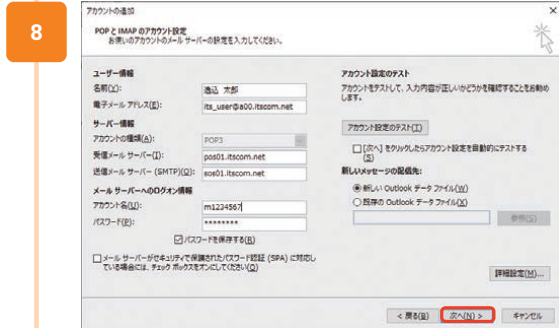 8
アカウントの追加
×
POP と IMAP のアカウント設定
お使いのアカウントのメール サーバーの設定を入力してください。
ユーザー情報
名前(Y):
逸込 太郎
電子メール アドレス(E):
its_user@a00.itscom.net
サーバー情報
アカウントの種類(A):
POP3
受信メール サーバー(I):
pos01.itscom.net
送信メール サーバー (SMTP)(O):
sos01.itscom.net
メール サーバーへのログオン情報
アカウント名(U):
m1234567
パスワード(P):
********
パスワードを保存する(R)
メール サーバーがセキュリティで保護されたパスワード認証 (SPA) に対応し
ている場合には、チェック ボックスをオンにしてください(Q)
アカウント設定のテスト
アカウントをテストして、入力内容が正しいかどうかを確認することをお勧め
します。
アカウント設定のテスト(T)
[次へ] をクリックしたらアカウント設定を自動的にテストする
(S)
新しいメッセージの配信先:
新しい Outlook データ ファイル(W)
既存の Outlook データ ファイル(X)
参照(S)
詳細設定(M)...
< 戻る(B)
次へ(N) >
キャンセル